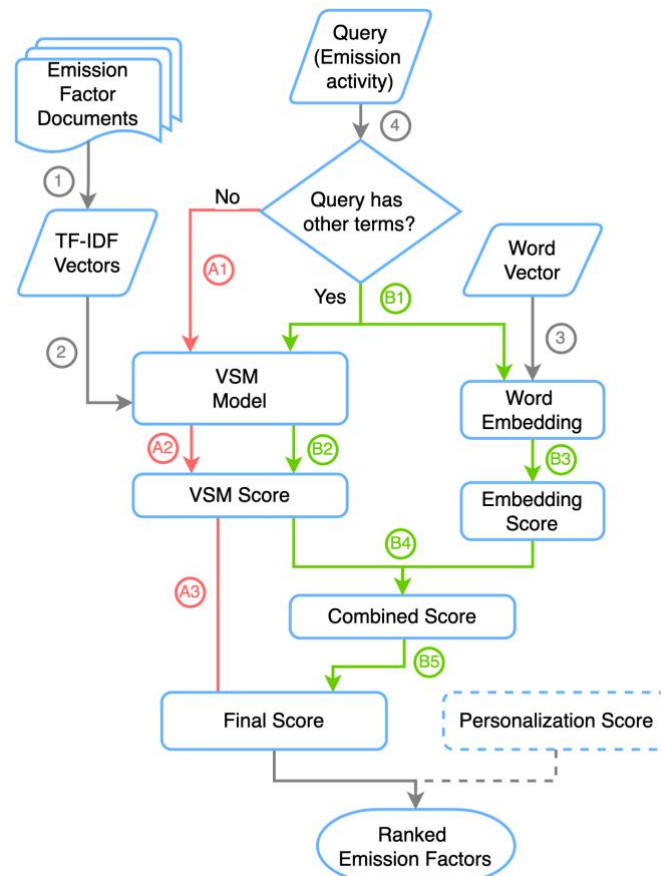 Query
(Emission
activity)
Emission
Factor
Documents
4
1
No
Query has
other terms?
TF-IDF
Vectors
Word
Vector
A1
Yes
B1
2
3
VSM
Model
Word
Embedding
A2
B2
B3
VSM Score
Embedding
Score
B4
A3
Combined Score
B5
Final Score
Personalization Score
Ranked
Emission Factors